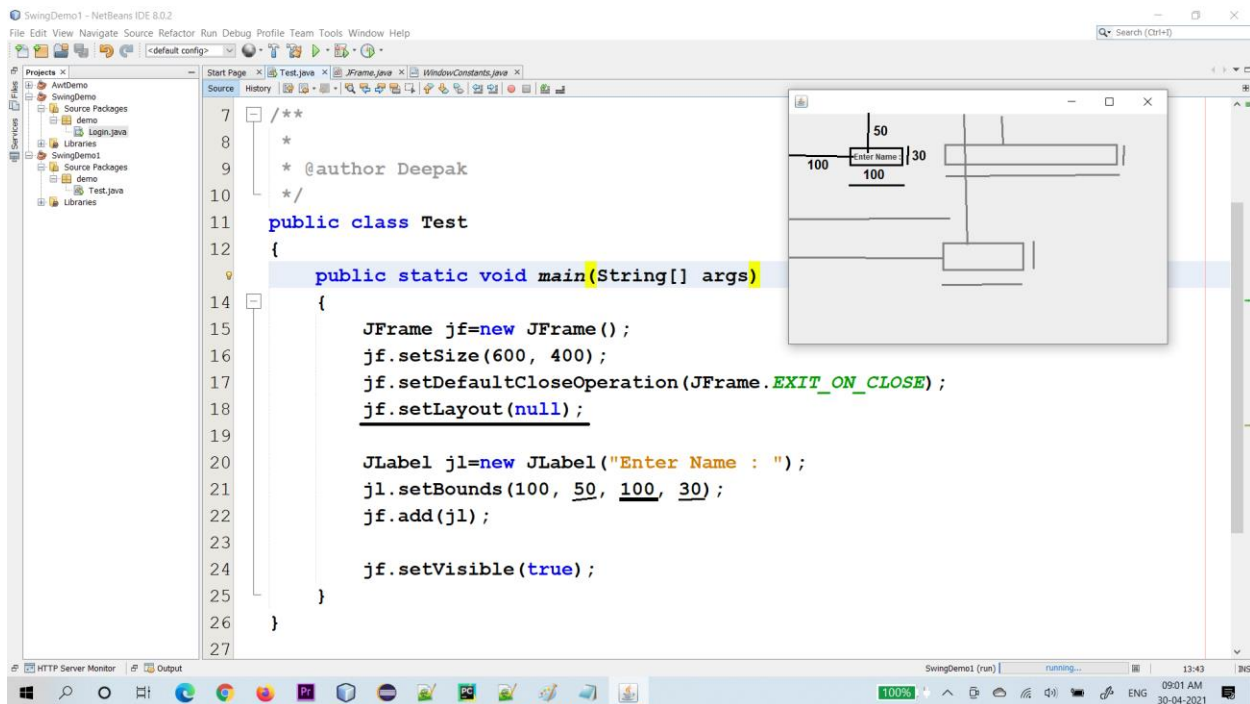 SwingDemo1 - NetBeans IDE 8.0.2
File Edit View Navigate Source Refactor Run Debug Profile Team Tools Window Help
Search (Ctrl+I)
<default config>
Projects
Start Page Test.java JFrame.java WindowConstants.java
Files
Services
AwtDemo
SwingDemo
Source Packages
demo
Login.java
Libraries
SwingDemo1
Source Packages
demo
Test.java
Libraries
Source History
7 /**
8 *
9 * @author Deepak
10 */
11 public class Test
12 {
public static void main(String[] args)
14 {
15 JFrame jf=new JFrame();
16 jf.setSize(600, 400);
17 jf.setDefaultCloseOperation(JFrame.EXIT_ON_CLOSE);
18 jf.setLayout(null);
19
20 JLabel jl=new JLabel("Enter Name : ");
21 jl.setBounds(100, 50, 100, 30);
22 jf.add(jl);
23
24 jf.setVisible(true);
25 }
26 }
27
50
Enter Name : 30
100
100
HTTP Server Monitor Output
SwingDemo1 (run) running... 13:43 INS
Pr PC
100% ENG 09:01 AM
30-04-2021